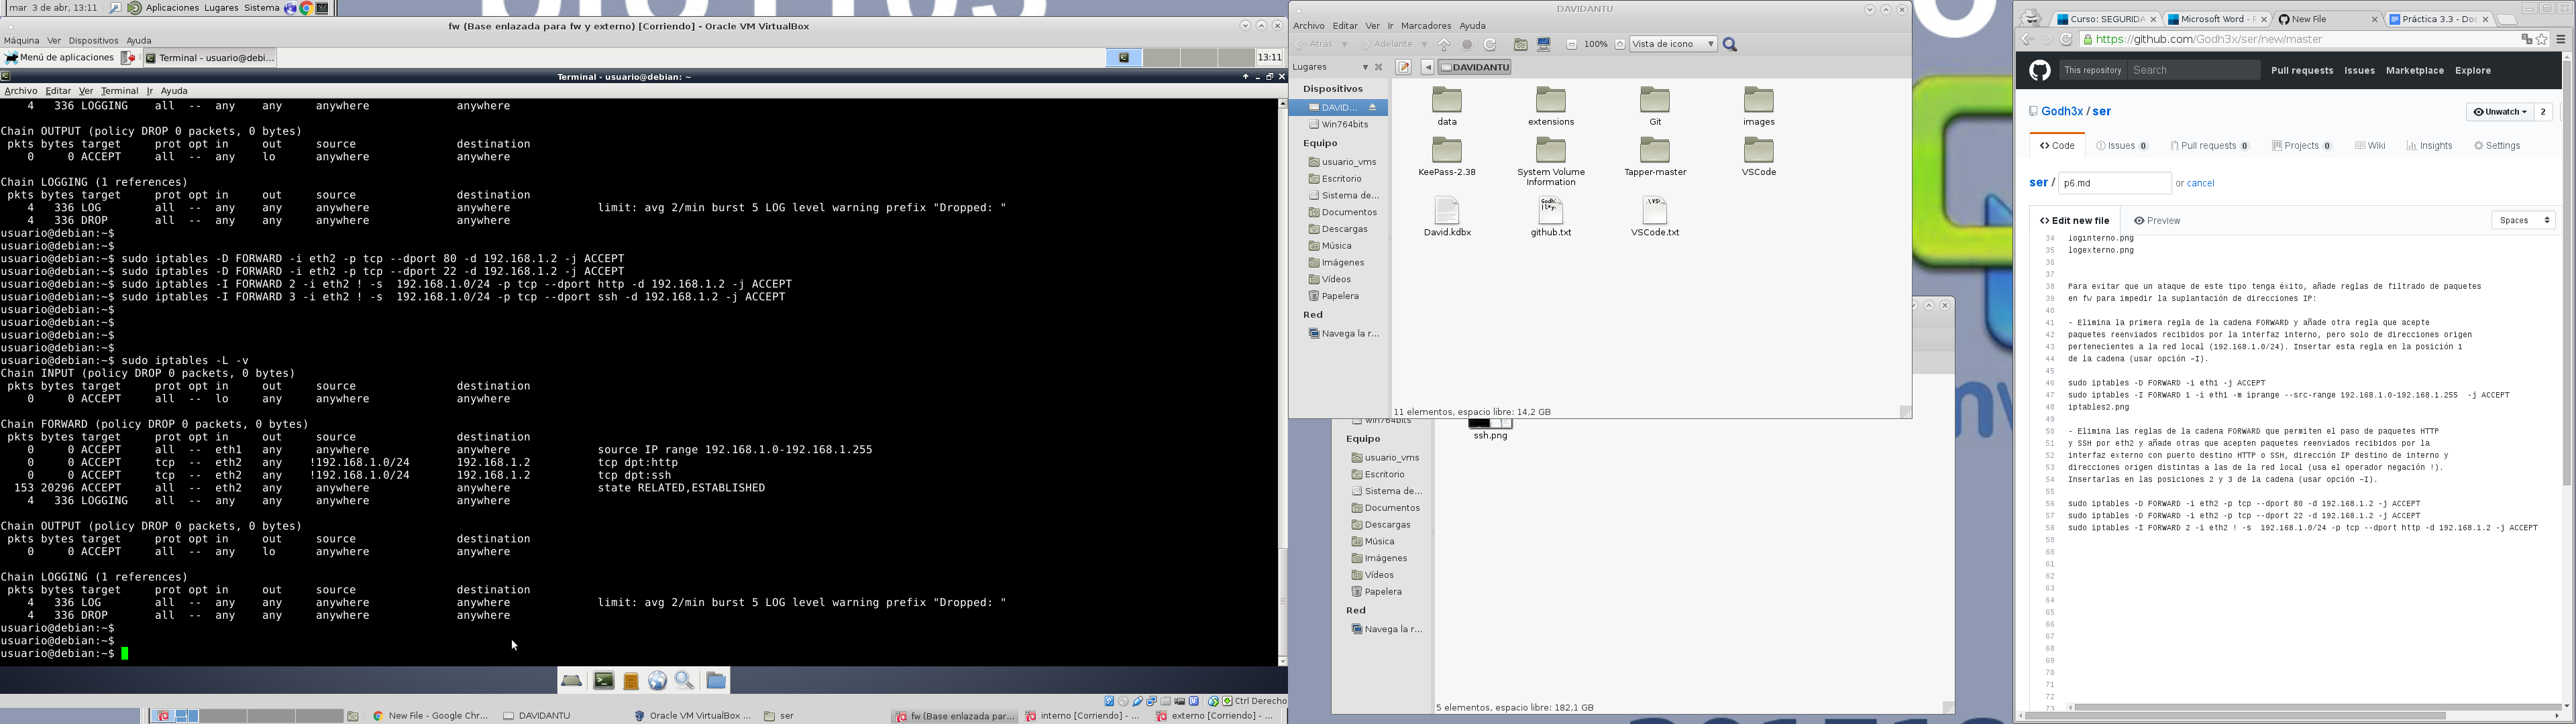 mar 3 de abr, 13:11
Aplicaciones Lugares Sistema
fw (Base enlazada para fw y externo) [Corriendo] - Oracle VM VirtualBox
Máquina Ver Dispositivos Ayuda
Menú de aplicaciones
Terminal - usuario@debi...
13:11
Terminal - usuario@debian: ~
Archivo Editar Ver Terminal Ir Ayuda
4 336 LOGGING all -- any any anywhere anywhere
Chain OUTPUT (policy DROP 0 packets, 0 bytes)
pkts bytes target prot opt in out source destination
0 0 ACCEPT all -- any lo anywhere anywhere
Chain LOGGING (1 references)
pkts bytes target prot opt in out source destination
4 336 LOG all -- any any anywhere anywhere limit: avg 2/min burst 5 LOG level warning prefix "Dropped: "
4 336 DROP all -- any any anywhere anywhere
usuario@debian:~$
usuario@debian:~$
usuario@debian:~$ sudo iptables -D FORWARD -i eth2 -p tcp --dport 80 -d 192.168.1.2 -j ACCEPT
usuario@debian:~$ sudo iptables -D FORWARD -i eth2 -p tcp --dport 22 -d 192.168.1.2 -j ACCEPT
usuario@debian:~$ sudo iptables -I FORWARD 2 -i eth2 ! -s  192.168.1.0/24 -p tcp --dport http -d 192.168.1.2 -j ACCEPT
usuario@debian:~$ sudo iptables -I FORWARD 3 -i eth2 ! -s  192.168.1.0/24 -p tcp --dport ssh -d 192.168.1.2 -j ACCEPT
usuario@debian:~$
usuario@debian:~$
usuario@debian:~$
usuario@debian:~$
usuario@debian:~$ sudo iptables -L -v
Chain INPUT (policy DROP 0 packets, 0 bytes)
pkts bytes target prot opt in out source destination
0 0 ACCEPT all -- lo any anywhere anywhere
Chain FORWARD (policy DROP 0 packets, 0 bytes)
pkts bytes target prot opt in out source destination
0 0 ACCEPT all -- eth1 any anywhere anywhere source IP range 192.168.1.0-192.168.1.255
0 0 ACCEPT tcp -- eth2 any !192.168.1.0/24 192.168.1.2 tcp dpt:http
0 0 ACCEPT tcp -- eth2 any !192.168.1.0/24 192.168.1.2 tcp dpt:ssh
153 20296 ACCEPT all -- eth2 any anywhere anywhere state RELATED,ESTABLISHED
4 336 LOGGING all -- any any anywhere anywhere
Chain OUTPUT (policy DROP 0 packets, 0 bytes)
pkts bytes target prot opt in out source destination
0 0 ACCEPT all -- any lo anywhere anywhere
Chain LOGGING (1 references)
pkts bytes target prot opt in out source destination
4 336 LOG all -- any any anywhere anywhere limit: avg 2/min burst 5 LOG level warning prefix "Dropped: "
4 336 DROP all -- any any anywhere anywhere
usuario@debian:~$
usuario@debian:~$
usuario@debian:~$
Ctrl Derecho
New File - Google Chr...
DAVIDANTU
Oracle VM VirtualBox ...
ser
fw (Base enlazada par...
interno [Corriendo] - ...
externo [Corriendo] - ...
DAVIDANTU
Archivo Editar Ver Ir Marcadores Ayuda
Atrás Adelante 100% Vista de icono
Lugares DAVIDANTU
Dispositivos
DAVID...
Win764bits
Equipo
usuario_vms
Escritorio
Sistema de...
Documentos
Descargas
Música
Imágenes
Vídeos
Papelera
Red
Navega la r...
data extensions Git images
KeePass-2.38 System Volume Information Tapper-master VSCode
David.kdbx github.txt VSCode.txt
11 elementos, espacio libre: 14,2 GB
Win764bits
Equipo
usuario_vms
Escritorio
Sistema de...
Documentos
Descargas
Música
Imágenes
Vídeos
Papelera
Red
Navega la r...
ssh.png
5 elementos, espacio libre: 182,1 GB
Curso: SEGURIDA Microsoft Word - F New File Práctica 3.3 - Doc
https://github.com/Godh3x/ser/new/master
This repository Search Pull requests Issues Marketplace Explore
Godh3x / ser
Unwatch 2
Code Issues 0 Pull requests 0 Projects 0 Wiki Insights Settings
ser / p6.md or cancel
Edit new file Preview Spaces
34 loginterno.png
35 logexterno.png
36
37
38 Para evitar que un ataque de este tipo tenga éxito, añade reglas de filtrado de paquetes
39 en fw para impedir la suplantación de direcciones IP:
40
41 - Elimina la primera regla de la cadena FORWARD y añade otra regla que acepte
42 paquetes reenviados recibidos por la interfaz interno, pero solo de direcciones origen
43 pertenecientes a la red local (192.168.1.0/24). Insertar esta regla en la posición 1
44 de la cadena (usar opción -I).
45
46 sudo iptables -D FORWARD -i eth1 -j ACCEPT
47 sudo iptables -I FORWARD 1 -i eth1 -m iprange --src-range 192.168.1.0-192.168.1.255  -j ACCEPT
48 iptables2.png
49
50 - Elimina las reglas de la cadena FORWARD que permiten el paso de paquetes HTTP
51 y SSH por eth2 y añade otras que acepten paquetes reenviados recibidos por la
52 interfaz externo con puerto destino HTTP o SSH, dirección IP destino de interno y
53 direcciones origen distintas a las de la red local (usa el operador negación !).
54 Insertarlas en las posiciones 2 y 3 de la cadena (usar opción -I).
55
56 sudo iptables -D FORWARD -i eth2 -p tcp --dport 80 -d 192.168.1.2 -j ACCEPT
57 sudo iptables -D FORWARD -i eth2 -p tcp --dport 22 -d 192.168.1.2 -j ACCEPT
58 sudo iptables -I FORWARD 2 -i eth2 ! -s  192.168.1.0/24 -p tcp --dport http -d 192.168.1.2 -j ACCEPT
59
60
61
62
63
64
65
66
67
68
69
70
71
72
73